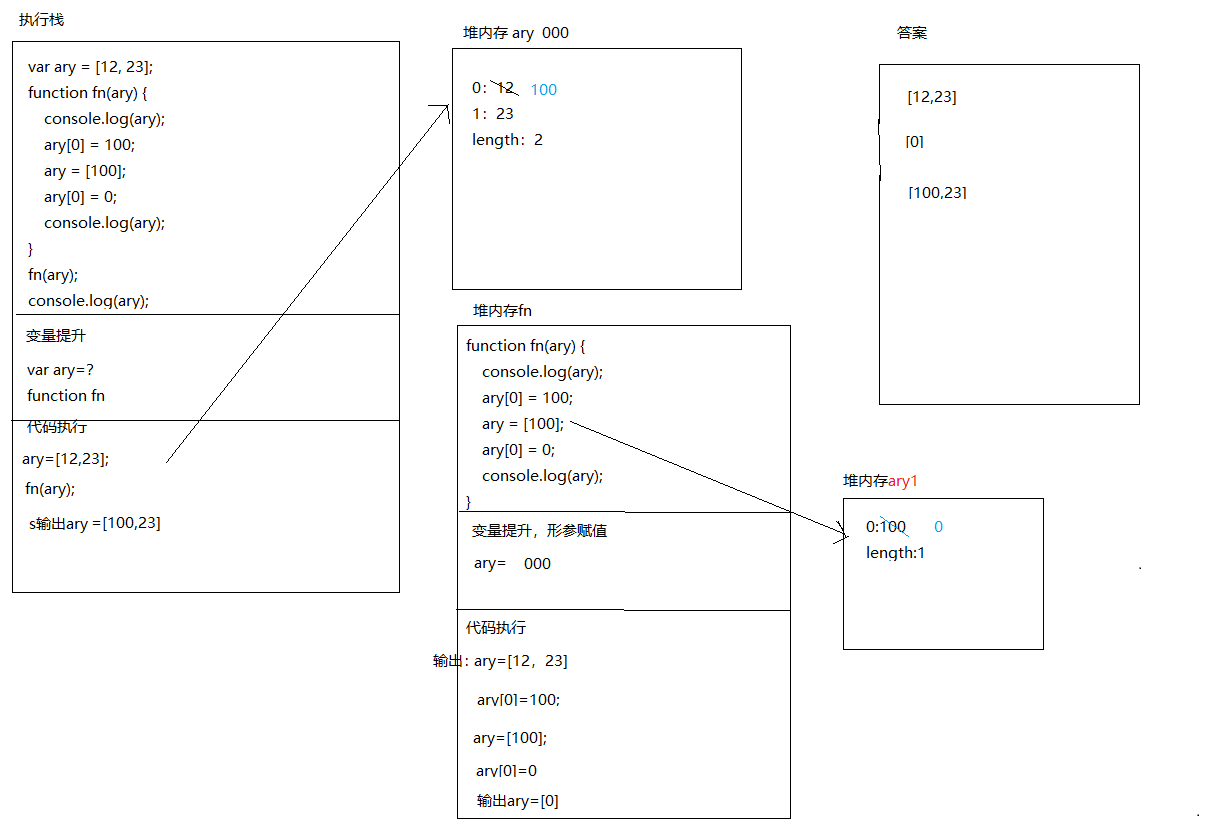 执行栈
var ary = [12, 23];
function fn(ary) {
console.log(ary);
ary[0] = 100;
ary = [100];
ary[0] = 0;
console.log(ary);
}
fn(ary);
console.log(ary);
变量提升
var ary=?
function fn
代码执行
ary=[12,23];
fn(ary);
s输出ary =[100,23]
堆内存 ary 000
0：12 100
1：23
length：2
堆内存fn
function fn(ary) {
console.log(ary);
ary[0] = 100;
ary = [100];
ary[0] = 0;
console.log(ary);
}
变量提升，形参赋值
ary= 000
代码执行
输出：ary=[12，23]
ary[0]=100;
ary=[100];
ary[0]=0
输出ary=[0]
答案
[12,23]
[0]
[100,23]
堆内存ary1
0:100 0
length:1